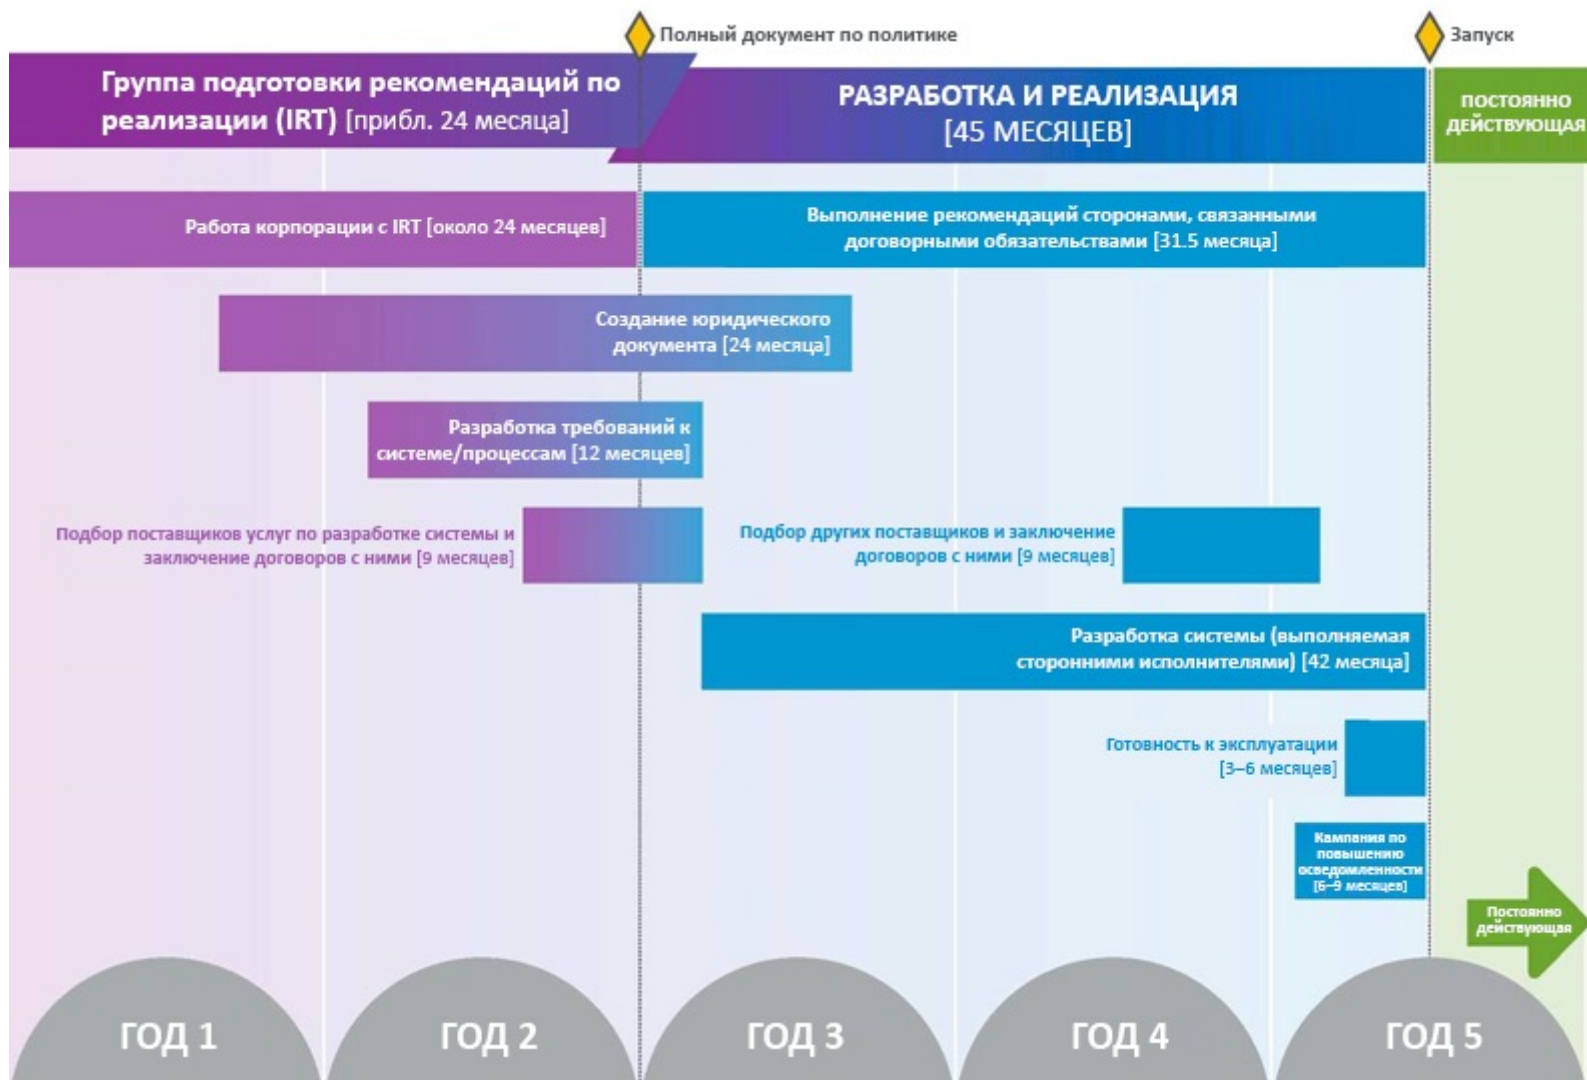 Полный документ по политике
Запуск
Группа подготовки рекомендаций по
реализации (IRT) [прибл. 24 месяца]
РАЗРАБОТКА И РЕАЛИЗАЦИЯ
[45 МЕСЯЦЕВ]
ПОСТОЯННО
ДЕЙСТВУЮЩАЯ
Работа корпорации с IRT [около 24 месяцев]
Выполнение рекомендаций сторонами, связанными
договорными обязательствами [31.5 месяца]
Создание юридического
документа [24 месяца]
Разработка требований к
системе/процессам [12 месяцев]
Подбор поставщиков услуг по разработке системы и
заключение договоров с ними [9 месяцев]
Подбор других поставщиков и заключение
договоров с ними [9 месяцев]
Разработка системы (выполняемая
сторонними исполнителями) [42 месяца]
Готовность к эксплуатации
[3–6 месяцев]
Кампания по
повышению
осведомленности
[6–9 месяцев]
Постоянно
действующая
ГОД 1
ГОД 2
ГОД 3
ГОД 4
ГОД 5